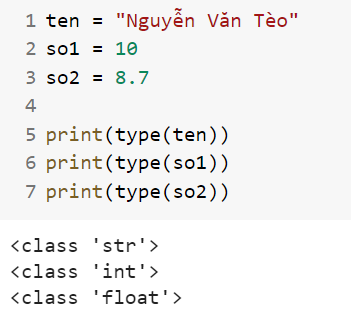 1 ten = "Nguyễn Văn Tèo"
2 so1 = 10
3 so2 = 8.7
4
5 print(type(ten))
6 print(type(so1))
7 print(type(so2))
<class 'str'>
<class 'int'>
<class 'float'>